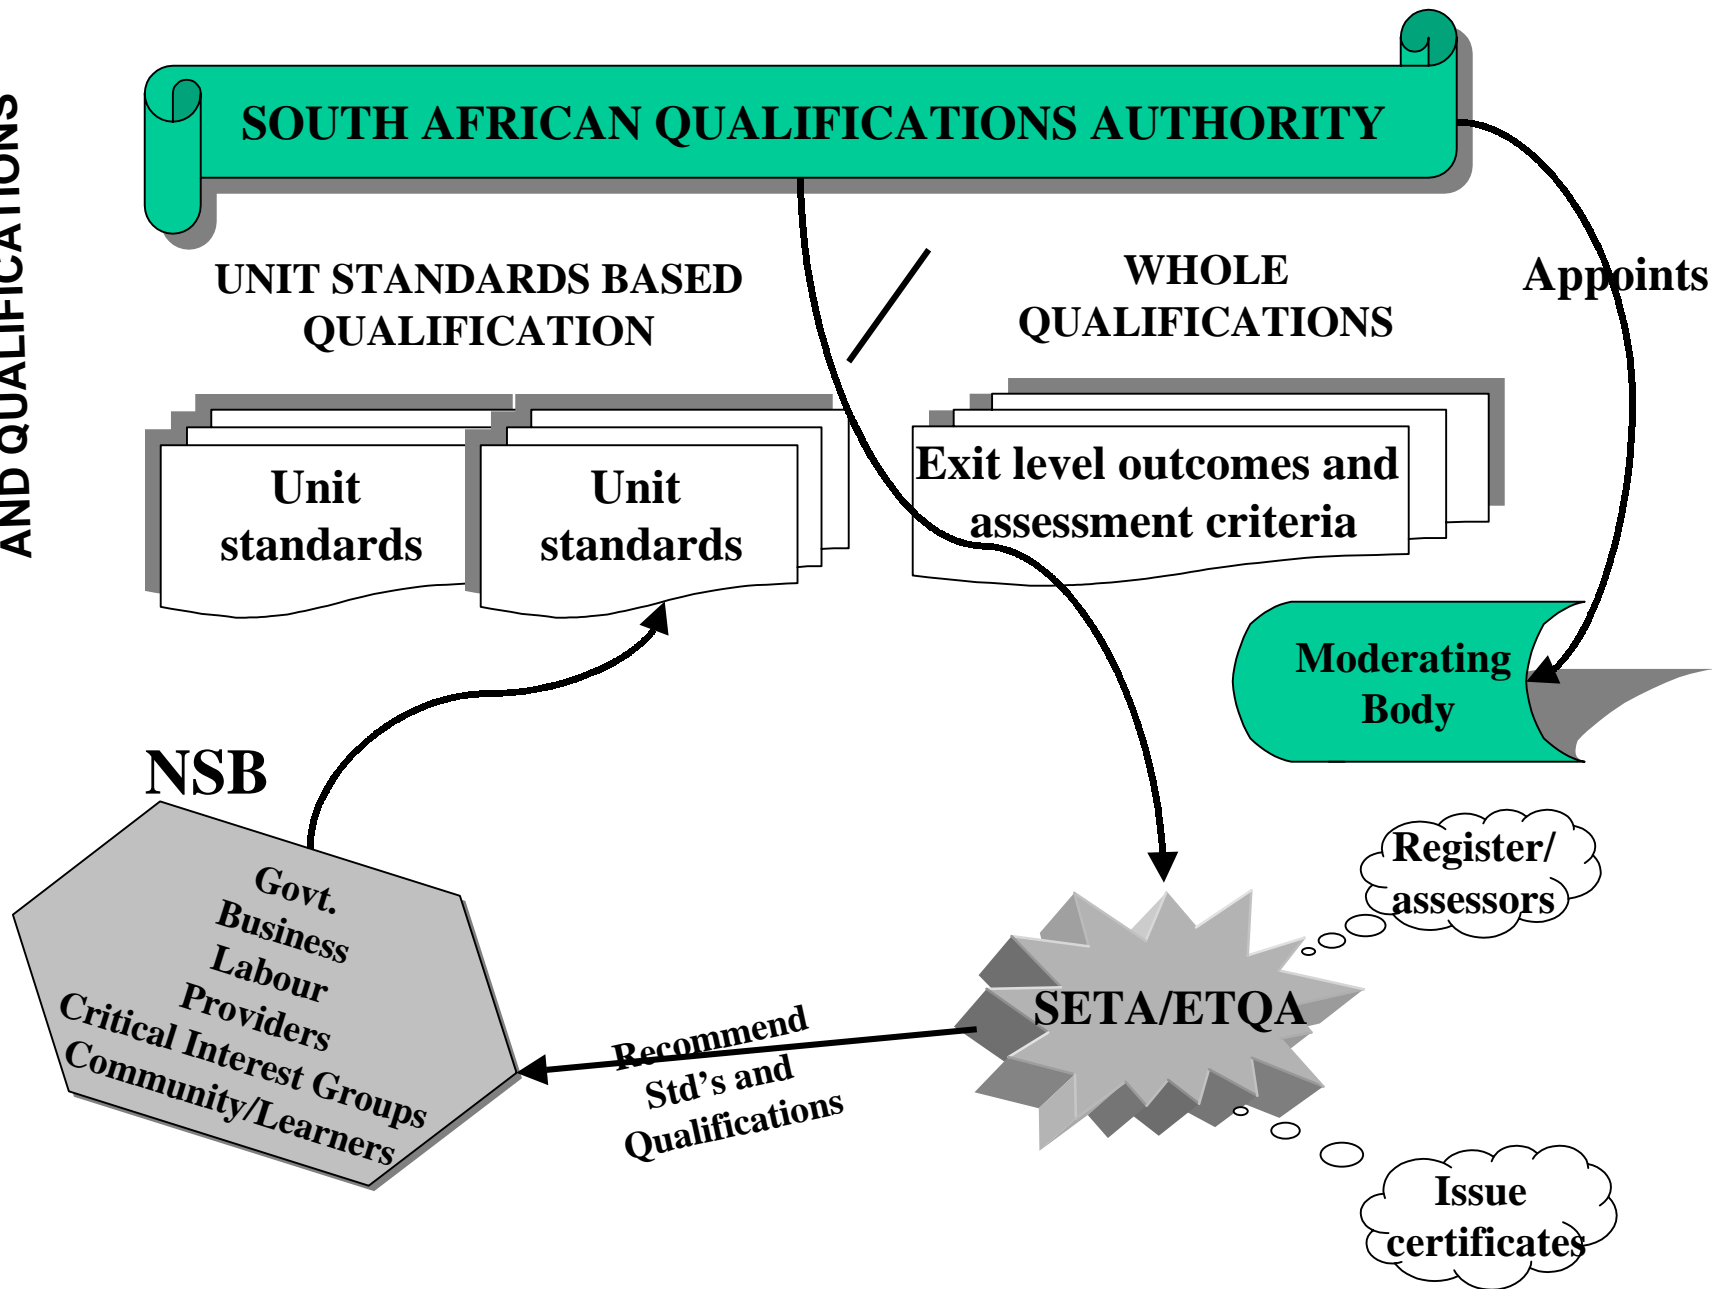 AND QUALIFICATIONS
SOUTH AFRICAN QUALIFICATIONS AUTHORITY
UNIT STANDARDS BASED
QUALIFICATION
WHOLE
QUALIFICATIONS
Appoints
Unit
standards
Unit
standards
Exit level outcomes and
assessment criteria
Moderating
Body
NSB
Govt.
Business
Labour
Providers
Critical Interest Groups
Community/Learners
Recommend
Std's and
Qualifications
SETA/ETQA
Register/
assessors
Issue
certificates